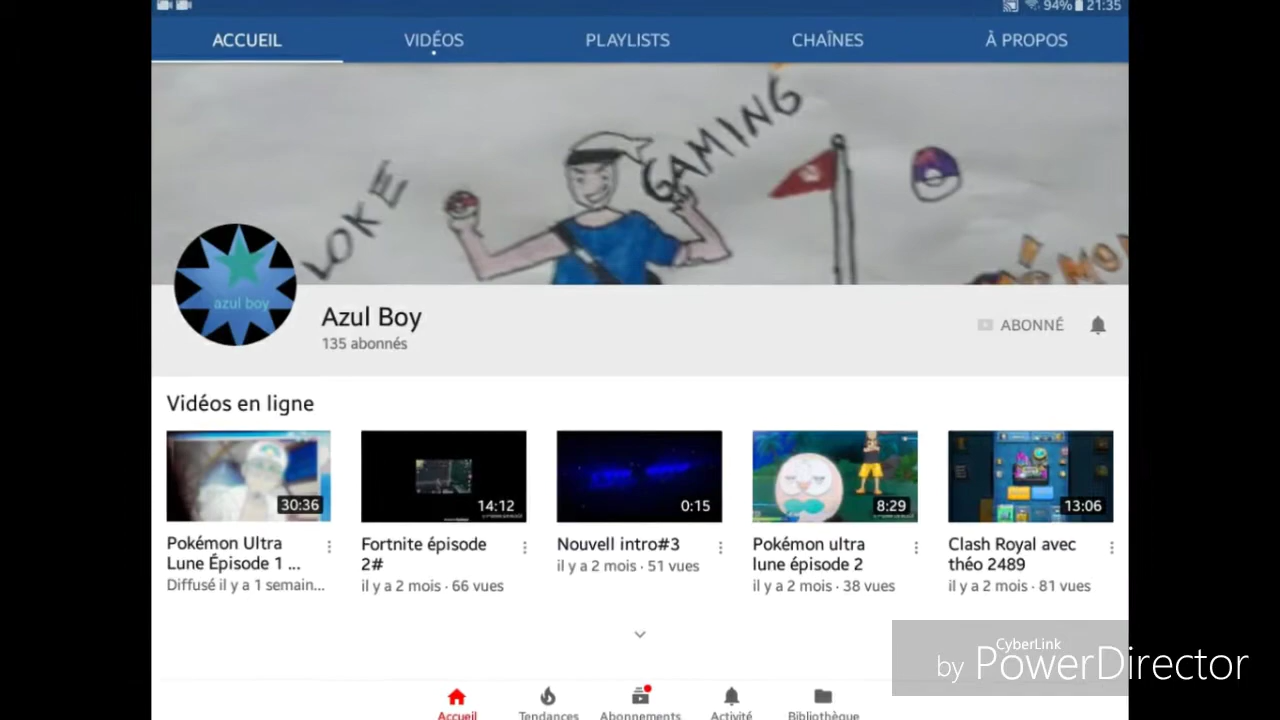 94% 21:35
ACCUEIL VIDÉOS PLAYLISTS CHAÎNES À PROPOS
LOKE GAMING
azul boy
Azul Boy
135 abonnés
ABONNÉ
Vidéos en ligne
30:36 14:12 0:15 8:29 13:06
Pokémon Ultra Lune Épisode 1 ...
Diffusé il y a 1 semain...
Fortnite épisode 2#
il y a 2 mois · 66 vues
Nouvell intro#3
il y a 2 mois · 51 vues
Pokémon ultra lune épisode 2
il y a 2 mois · 38 vues
Clash Royal avec théo 2489
il y a 2 mois · 81 vues
CyberLink
by PowerDirector
Accueil Tendances Abonnements Activité Bibliothèque